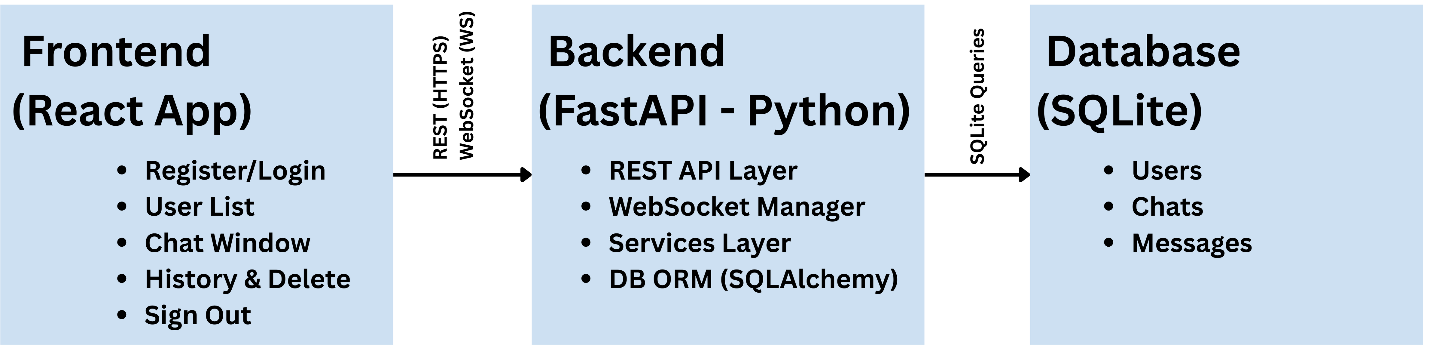 Frontend
(React App)
• Register/Login
• User List
• Chat Window
• History & Delete
• Sign Out
REST (HTTPS)
WebSocket (WS)
Backend
(FastAPI - Python)
• REST API Layer
• WebSocket Manager
• Services Layer
• DB ORM (SQLAlchemy)
SQLite Queries
Database
(SQLite)
• Users
• Chats
• Messages